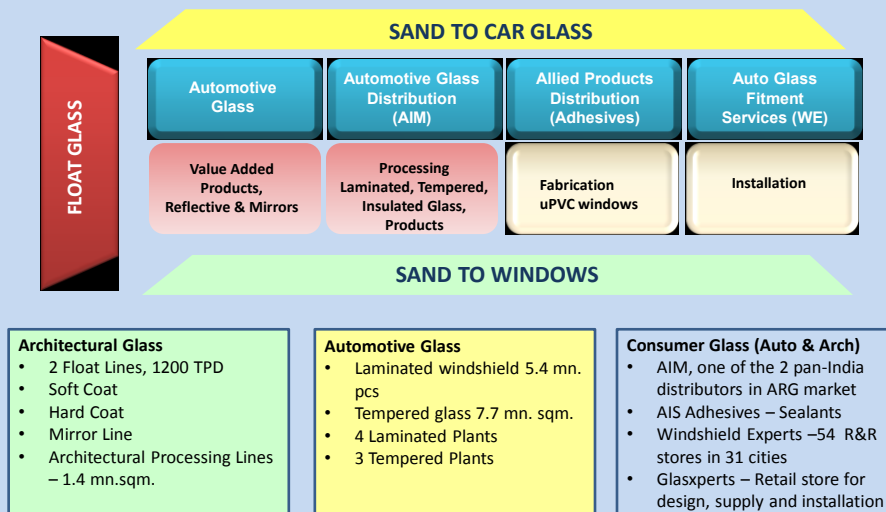 SAND TO CAR GLASS
FLOAT GLASS
Automotive
Glass
Automotive Glass
Distribution
(AIM)
Allied Products
Distribution
(Adhesives)
Auto Glass
Fitment
Services (WE)
Value Added
Products,
Reflective & Mirrors
Processing
Laminated, Tempered,
Insulated Glass,
Products
Fabrication
uPVC windows
Installation
SAND TO WINDOWS
Architectural Glass
• 2 Float Lines, 1200 TPD
• Soft Coat
• Hard Coat
• Mirror Line
• Architectural Processing Lines
– 1.4 mn.sqm.
Automotive Glass
• Laminated windshield 5.4 mn.
pcs
• Tempered glass 7.7 mn. sqm.
• 4 Laminated Plants
• 3 Tempered Plants
Consumer Glass (Auto & Arch)
• AIM, one of the 2 pan-India
distributors in ARG market
• AIS Adhesives – Sealants
• Windshield Experts –54 R&R
stores in 31 cities
• Glasxperts – Retail store for
design, supply and installation